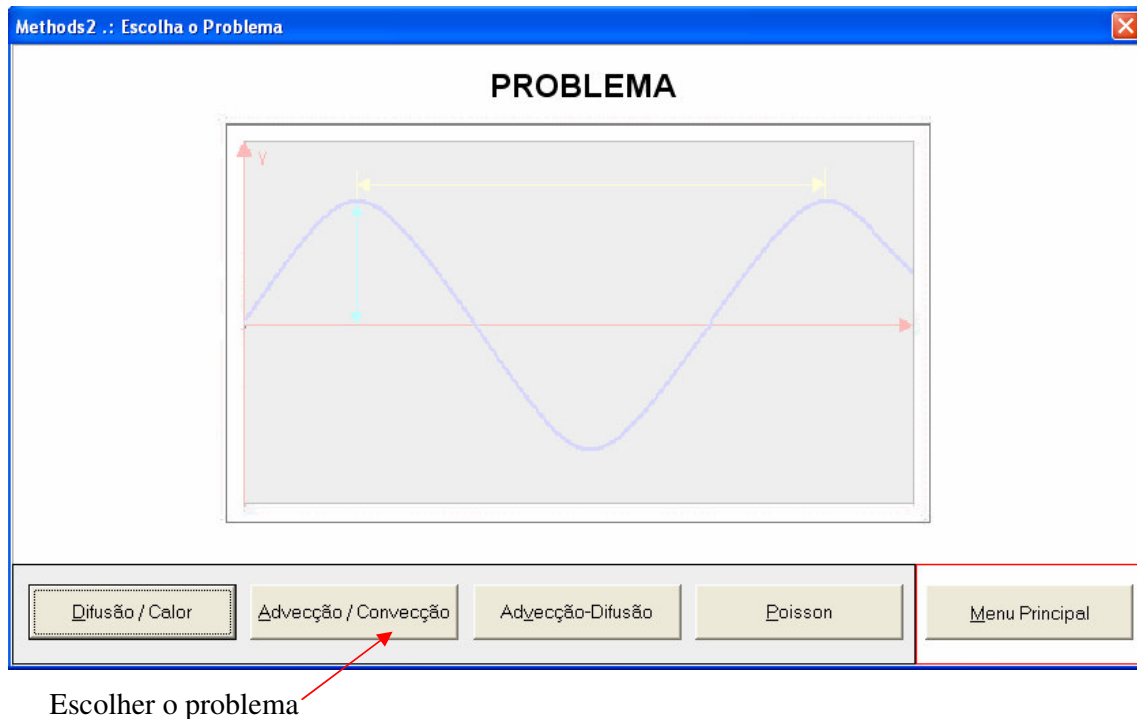 Methods2 .: Escolha o Problema
PROBLEMA
Y
Difusão / Calor
Advecção / Convecção
Advecção-Difusão
Poisson
Menu Principal
Escolher o problema